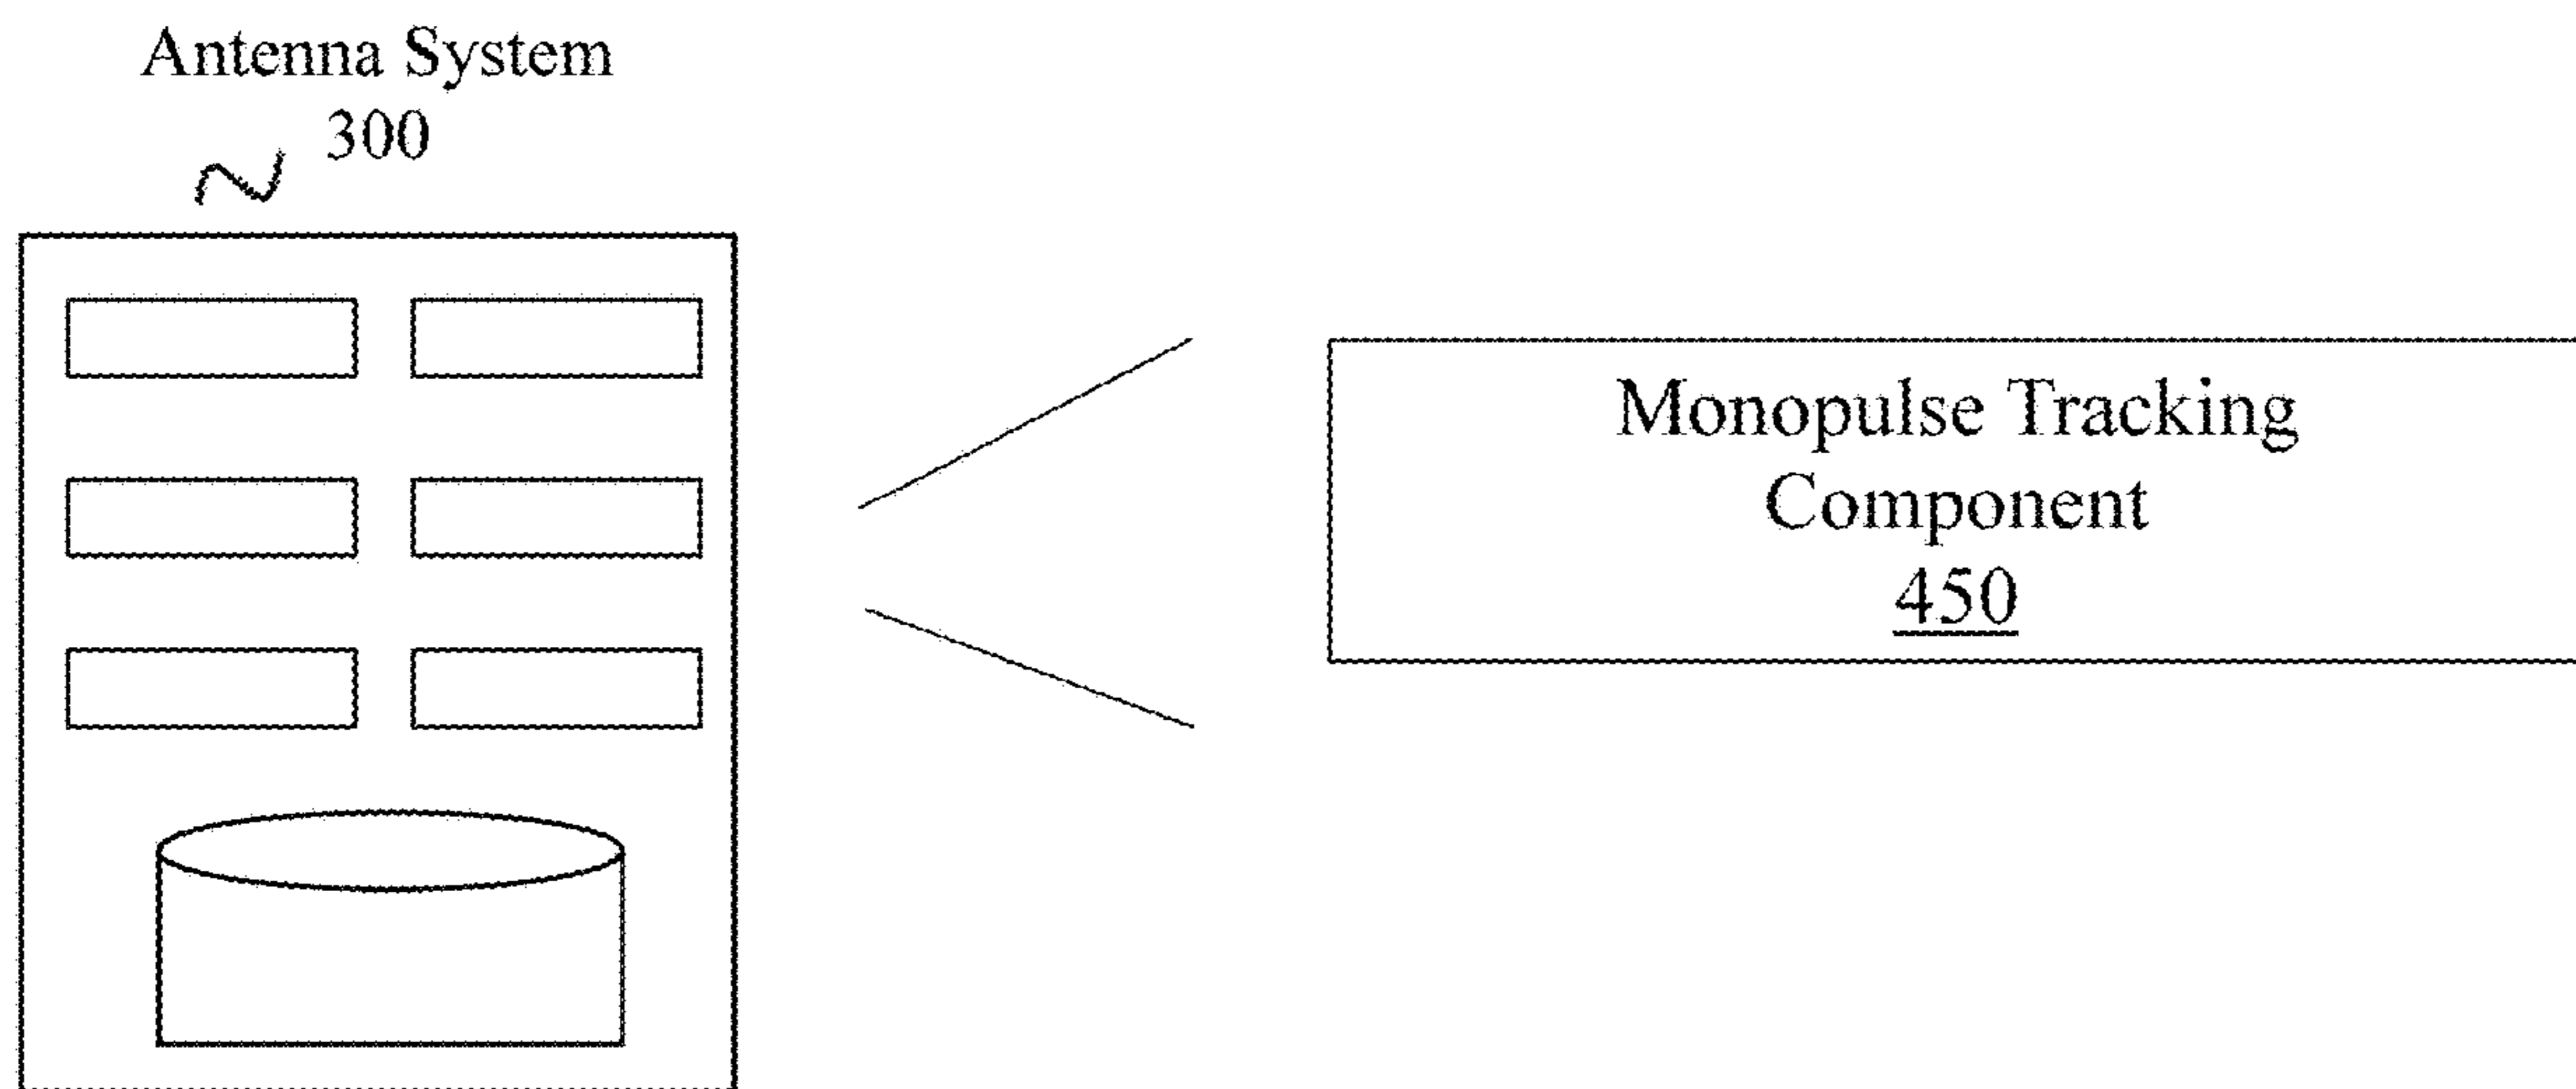 Antenna System
300
Monopulse Tracking
Component
450